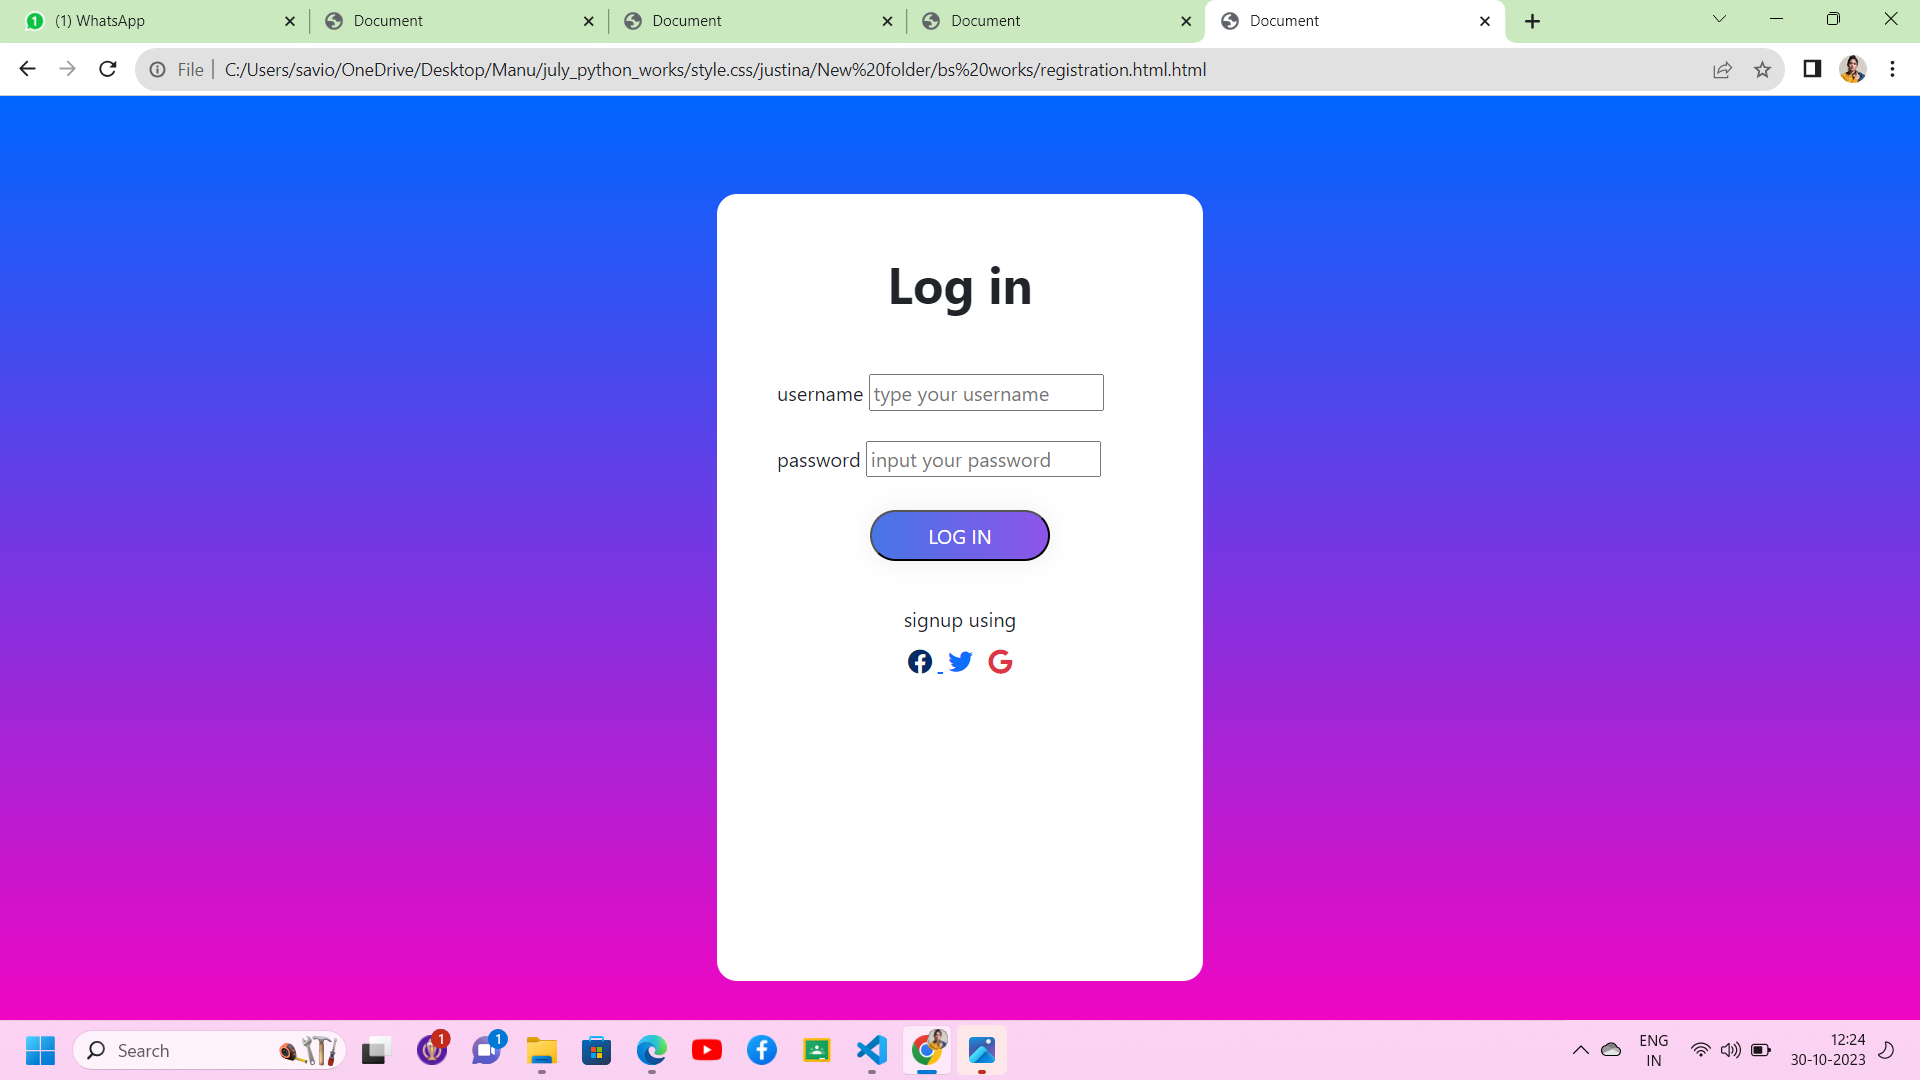 (1) WhatsApp
Document
Document
Document
Document
File
C:/Users/savio/OneDrive/Desktop/Manu/july_python_works/style.css/justina/New%20folder/bs%20works/registration.html.html
Log in
username type your username
password input your password
LOG IN
signup using
Search
1
1
ENG
IN
12:24
30-10-2023